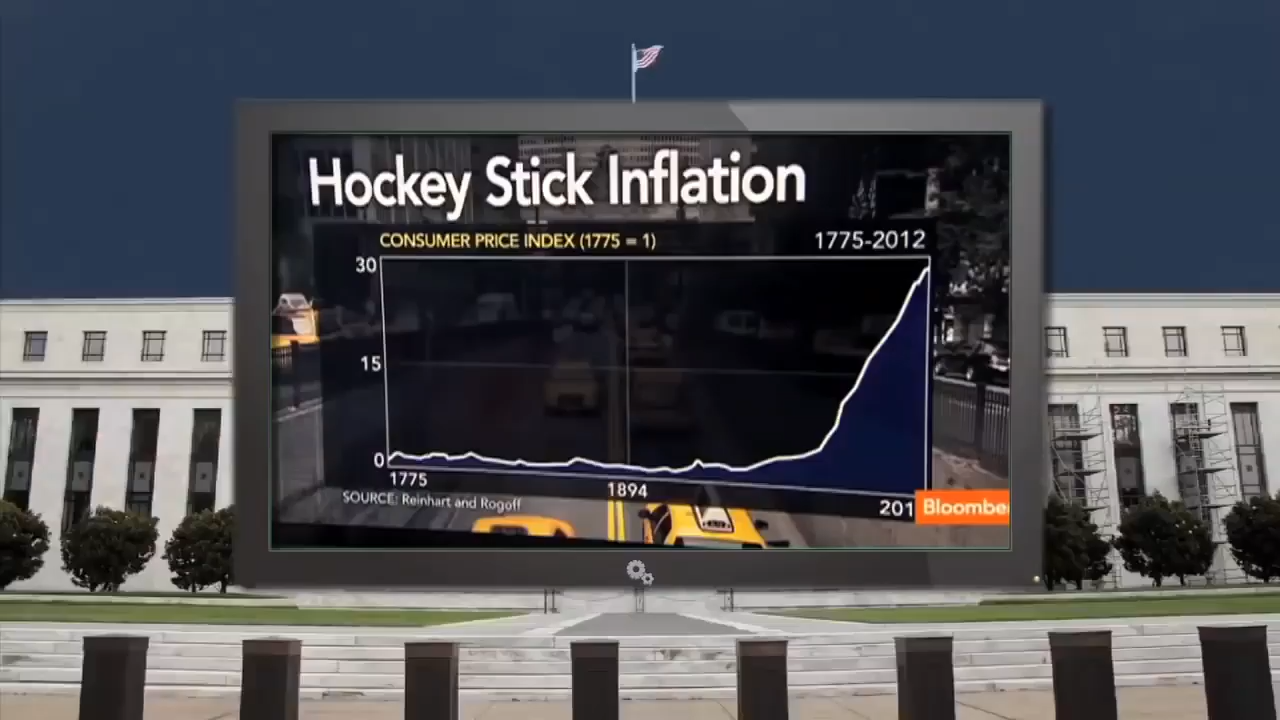 Hockey Stick Inflation
CONSUMER PRICE INDEX (1775 = 1)
1775-2012
30
15
0
1775
1894
201
SOURCE: Reinhart and Rogoff
Bloombe